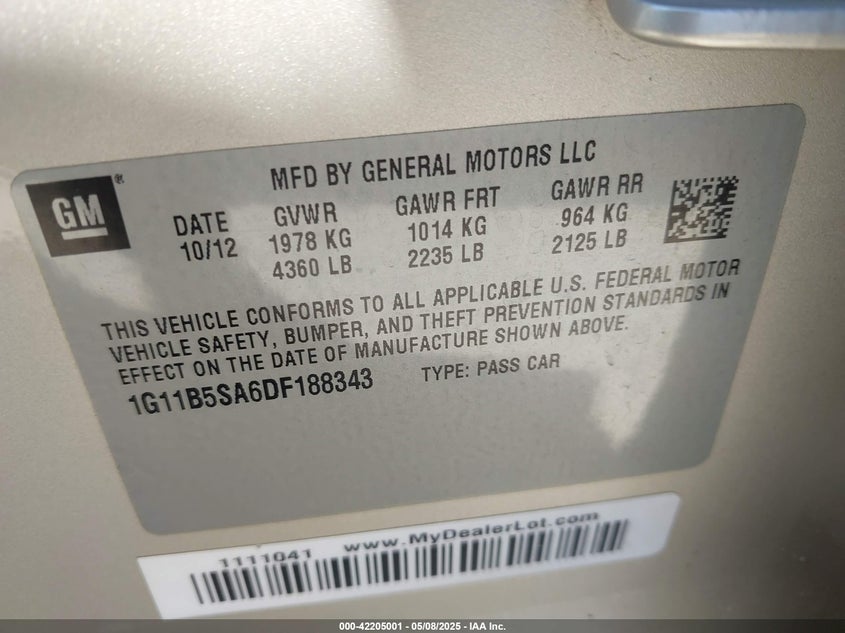 MFD BY GENERAL MOTORS LLC
GM®
DATE GVWR GAWR FRT GAWR RR
10/12 1978 KG 1014 KG 964 KG
4360 LB 2235 LB 2125 LB
THIS VEHICLE CONFORMS TO ALL APPLICABLE U.S. FEDERAL MOTOR
VEHICLE SAFETY, BUMPER, AND THEFT PREVENTION STANDARDS IN
EFFECT ON THE DATE OF MANUFACTURE SHOWN ABOVE.
1G11B5SA6DF188343 TYPE: PASS CAR
1111041 www.MyDealerLot.com
000-42205001 - 05/08/2025 - IAA Inc.